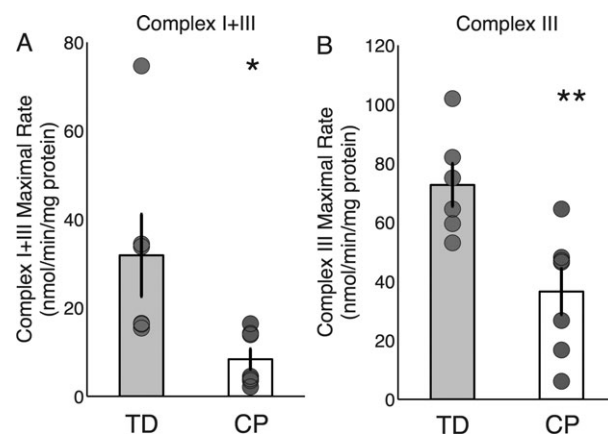 A
Complex I+III
Complex I+III Maximal Rate
(nmol/min/mg protein)
80
60
40
20
0
*
TD
CP
B
Complex III
Complex III Maximal Rate
(nmol/min/mg protein)
120
100
80
60
40
20
0
**
TD
CP